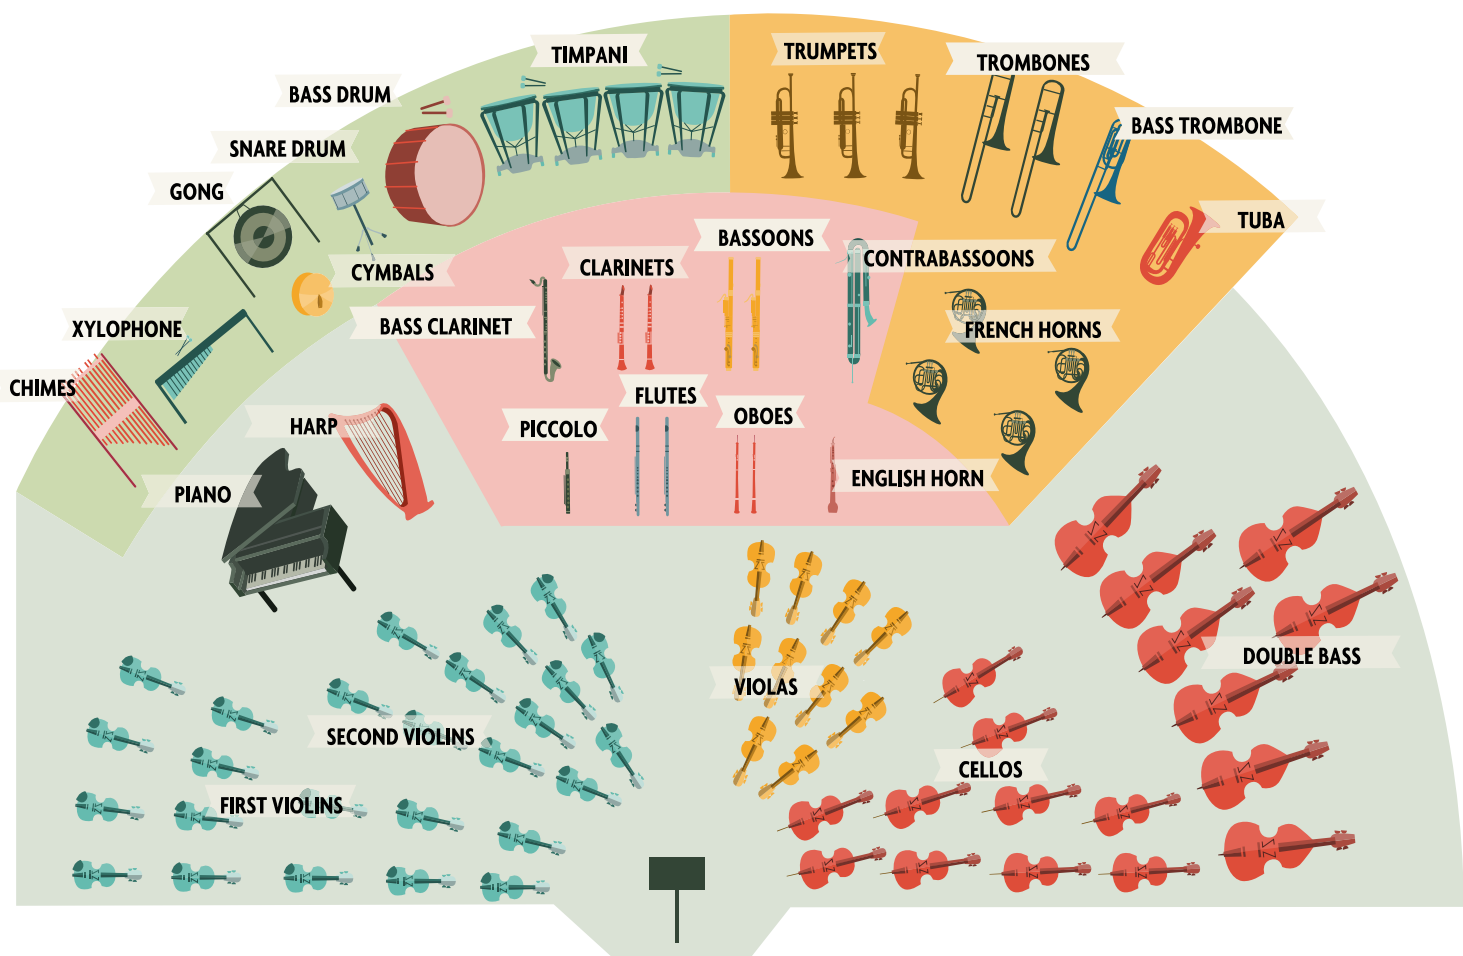 TIMPANI
TRUMPETS
TROMBONES
BASS DRUM
BASS TROMBONE
SNARE DRUM
GONG
TUBA
BASSOONS
CLARINETS
CONTRABASSOONS
CYMBALS
XYLOPHONE
BASS CLARINET
FRENCH HORNS
CHIMES
FLUTES
HARP
PICCOLO
OBOES
ENGLISH HORN
PIANO
DOUBLE BASS
VIOLAS
SECOND VIOLINS
CELLOS
FIRST VIOLINS